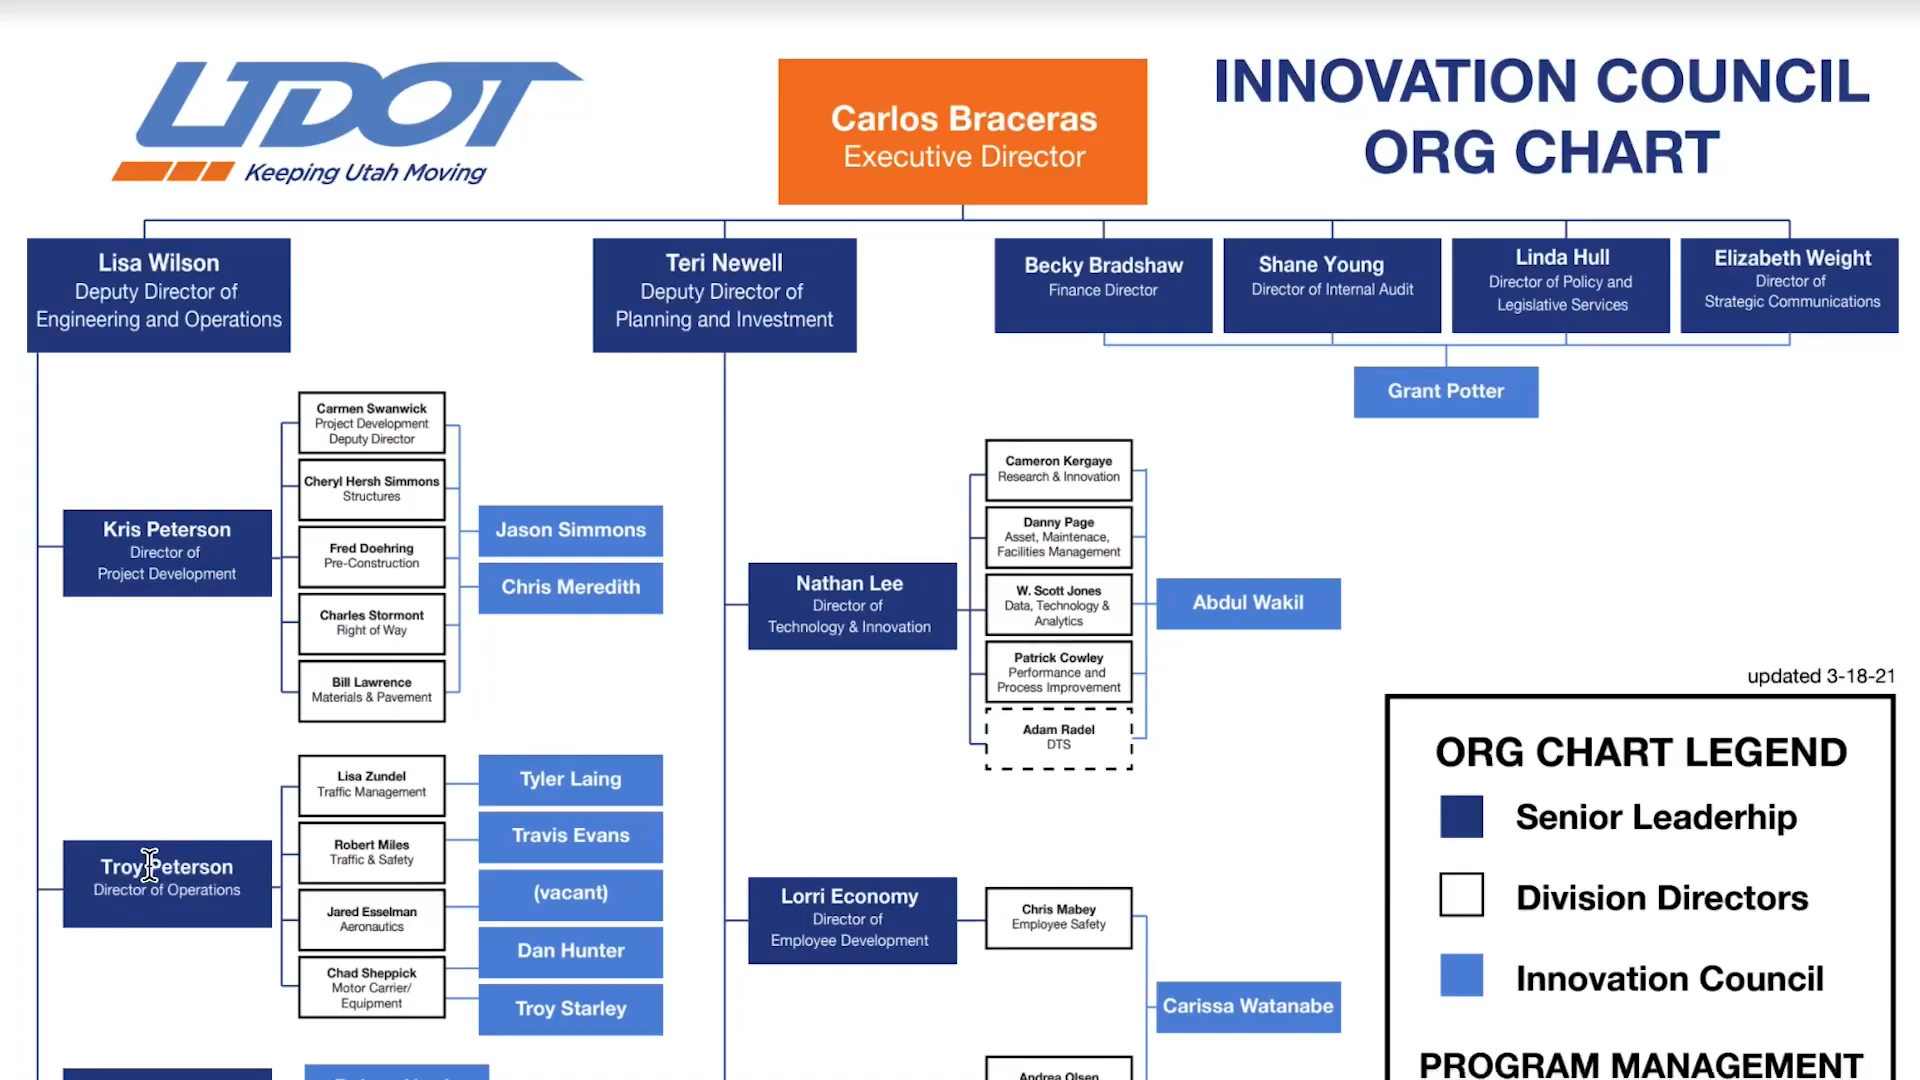 UDOT
Keeping Utah Moving
Carlos Braceras
Executive Director
INNOVATION COUNCIL
ORG CHART
Lisa Wilson
Deputy Director of
Engineering and Operations
Teri Newell
Deputy Director of
Planning and Investment
Becky Bradshaw
Finance Director
Shane Young
Director of Internal Audit
Linda Hull
Director of Policy and
Legislative Services
Elizabeth Weight
Director of
Strategic Communications
Grant Potter
Kris Peterson
Director of
Project Development
Carmen Swanwick
Project Development
Deputy Director
Cheryl Hersh Simmons
Structures
Fred Doehring
Pre-Construction
Charles Stormont
Right of Way
Bill Lawrence
Materials & Pavement
Jason Simmons
Chris Meredith
Troy Peterson
Director of Operations
Lisa Zundel
Traffic Management
Robert Miles
Traffic & Safety
Jared Esselman
Aeronautics
Chad Sheppick
Motor Carrier/
Equipment
Tyler Laing
Travis Evans
(vacant)
Dan Hunter
Troy Starley
Nathan Lee
Director of
Technology & Innovation
Cameron Kergaye
Research & Innovation
Danny Page
Asset, Maintenace,
Facilities Management
W. Scott Jones
Data, Technology &
Analytics
Patrick Cowley
Performance and
Process Improvement
Adam Radel
DTS
Abdul Wakil
Lorri Economy
Director of
Employee Development
Chris Mabey
Employee Safety
Carissa Watanabe
Andrea Olsen
updated 3-18-21
ORG CHART LEGEND
Senior Leaderhip
Division Directors
Innovation Council
PROGRAM MANAGEMENT